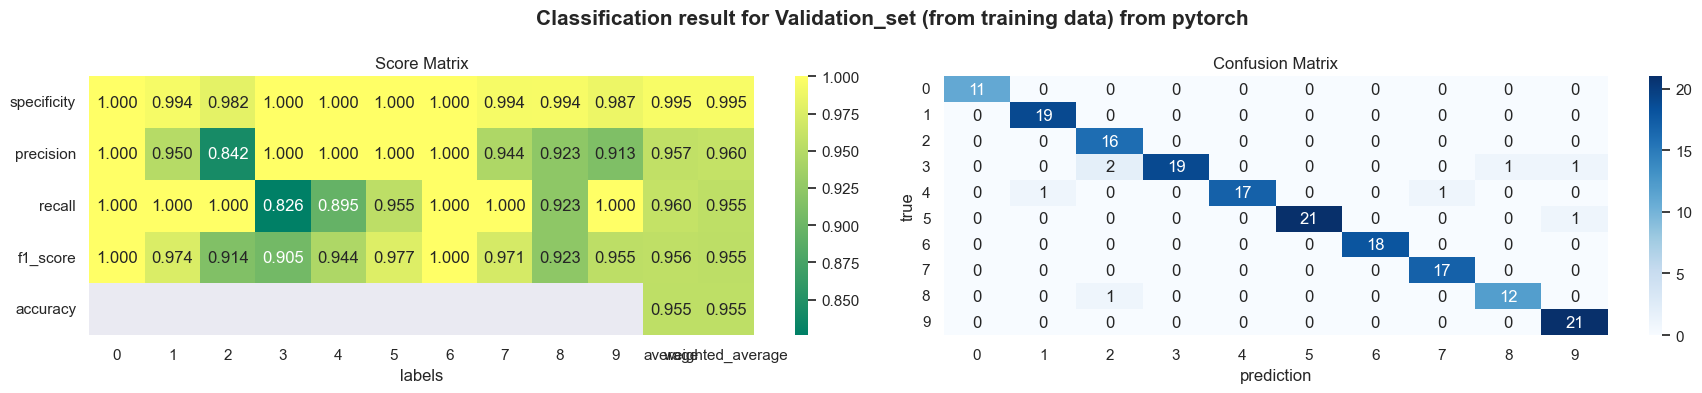 Classification result for Validation_set (from training data) from pytorch
Score Matrix
specificity 1.000 0.994 0.982 1.000 1.000 1.000 1.000 0.994 0.994 0.987 0.995 0.995
precision 1.000 0.950 0.842 1.000 1.000 1.000 1.000 0.944 0.923 0.913 0.957 0.960
recall 1.000 1.000 1.000 0.826 0.895 0.955 1.000 1.000 0.923 1.000 0.960 0.955
f1_score 1.000 0.974 0.914 0.905 0.944 0.977 1.000 0.971 0.923 0.955 0.956 0.955
accuracy 0.955 0.955
0 1 2 3 4 5 6 7 8 9 average weighted_average
labels
1.000
0.975
0.950
0.925
0.900
0.875
0.850
Confusion Matrix
true
0 11 0 0 0 0 0 0 0 0 0
1 0 19 0 0 0 0 0 0 0 0
2 0 0 16 0 0 0 0 0 0 0
3 0 0 2 19 0 0 0 0 1 1
4 0 1 0 0 17 0 0 1 0 0
5 0 0 0 0 0 21 0 0 0 1
6 0 0 0 0 0 0 18 0 0 0
7 0 0 0 0 0 0 0 17 0 0
8 0 0 1 0 0 0 0 0 12 0
9 0 0 0 0 0 0 0 0 0 21
0 1 2 3 4 5 6 7 8 9
prediction
20
15
10
5
0